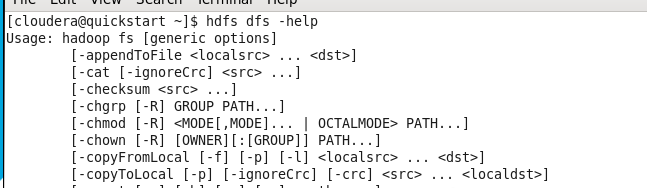 File Edit View Search Terminal Help
[cloudera@quickstart ~]$ hdfs dfs -help
Usage: hadoop fs [generic options]
[-appendToFile <localsrc> ... <dst>]
[-cat [-ignoreCrc] <src> ...]
[-checksum <src> ...]
[-chgrp [-R] GROUP PATH...]
[-chmod [-R] <MODE[,MODE]... | OCTALMODE> PATH...]
[-chown [-R] [OWNER][:[GROUP]] PATH...]
[-copyFromLocal [-f] [-p] [-l] <localsrc> ... <dst>]
[-copyToLocal [-p] [-ignoreCrc] [-crc] <src> ... <localdst>]